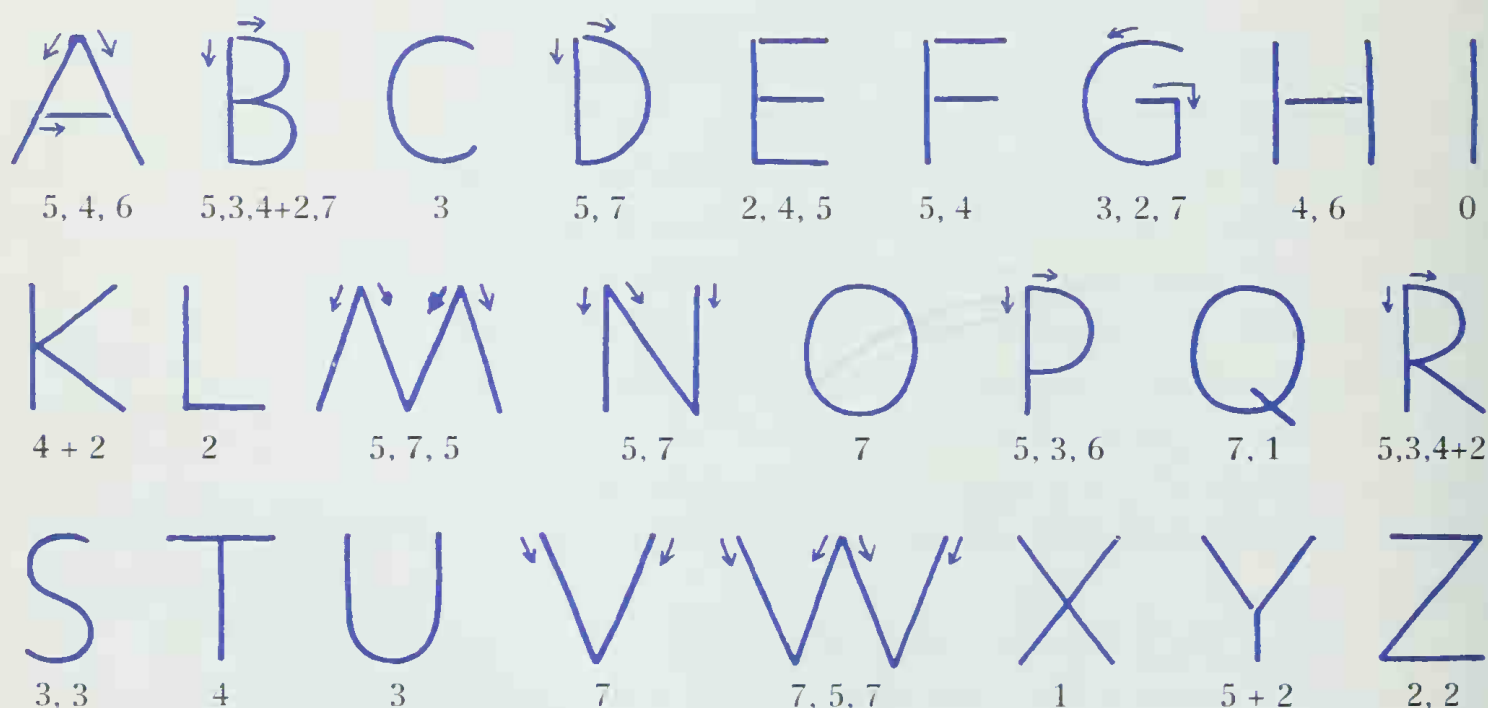 A B C D E F G H I
5, 4, 6 5,3,4+2,7 3 5, 7 2, 4, 5 5, 4 3, 2, 7 4, 6 0
K L M N O P Q R
4 + 2 2 5, 7, 5 5, 7 7 5, 3, 6 7, 1 5,3,4+2
S T U V W X Y Z
3, 3 4 3 7 7, 5, 7 1 5 + 2 2, 2